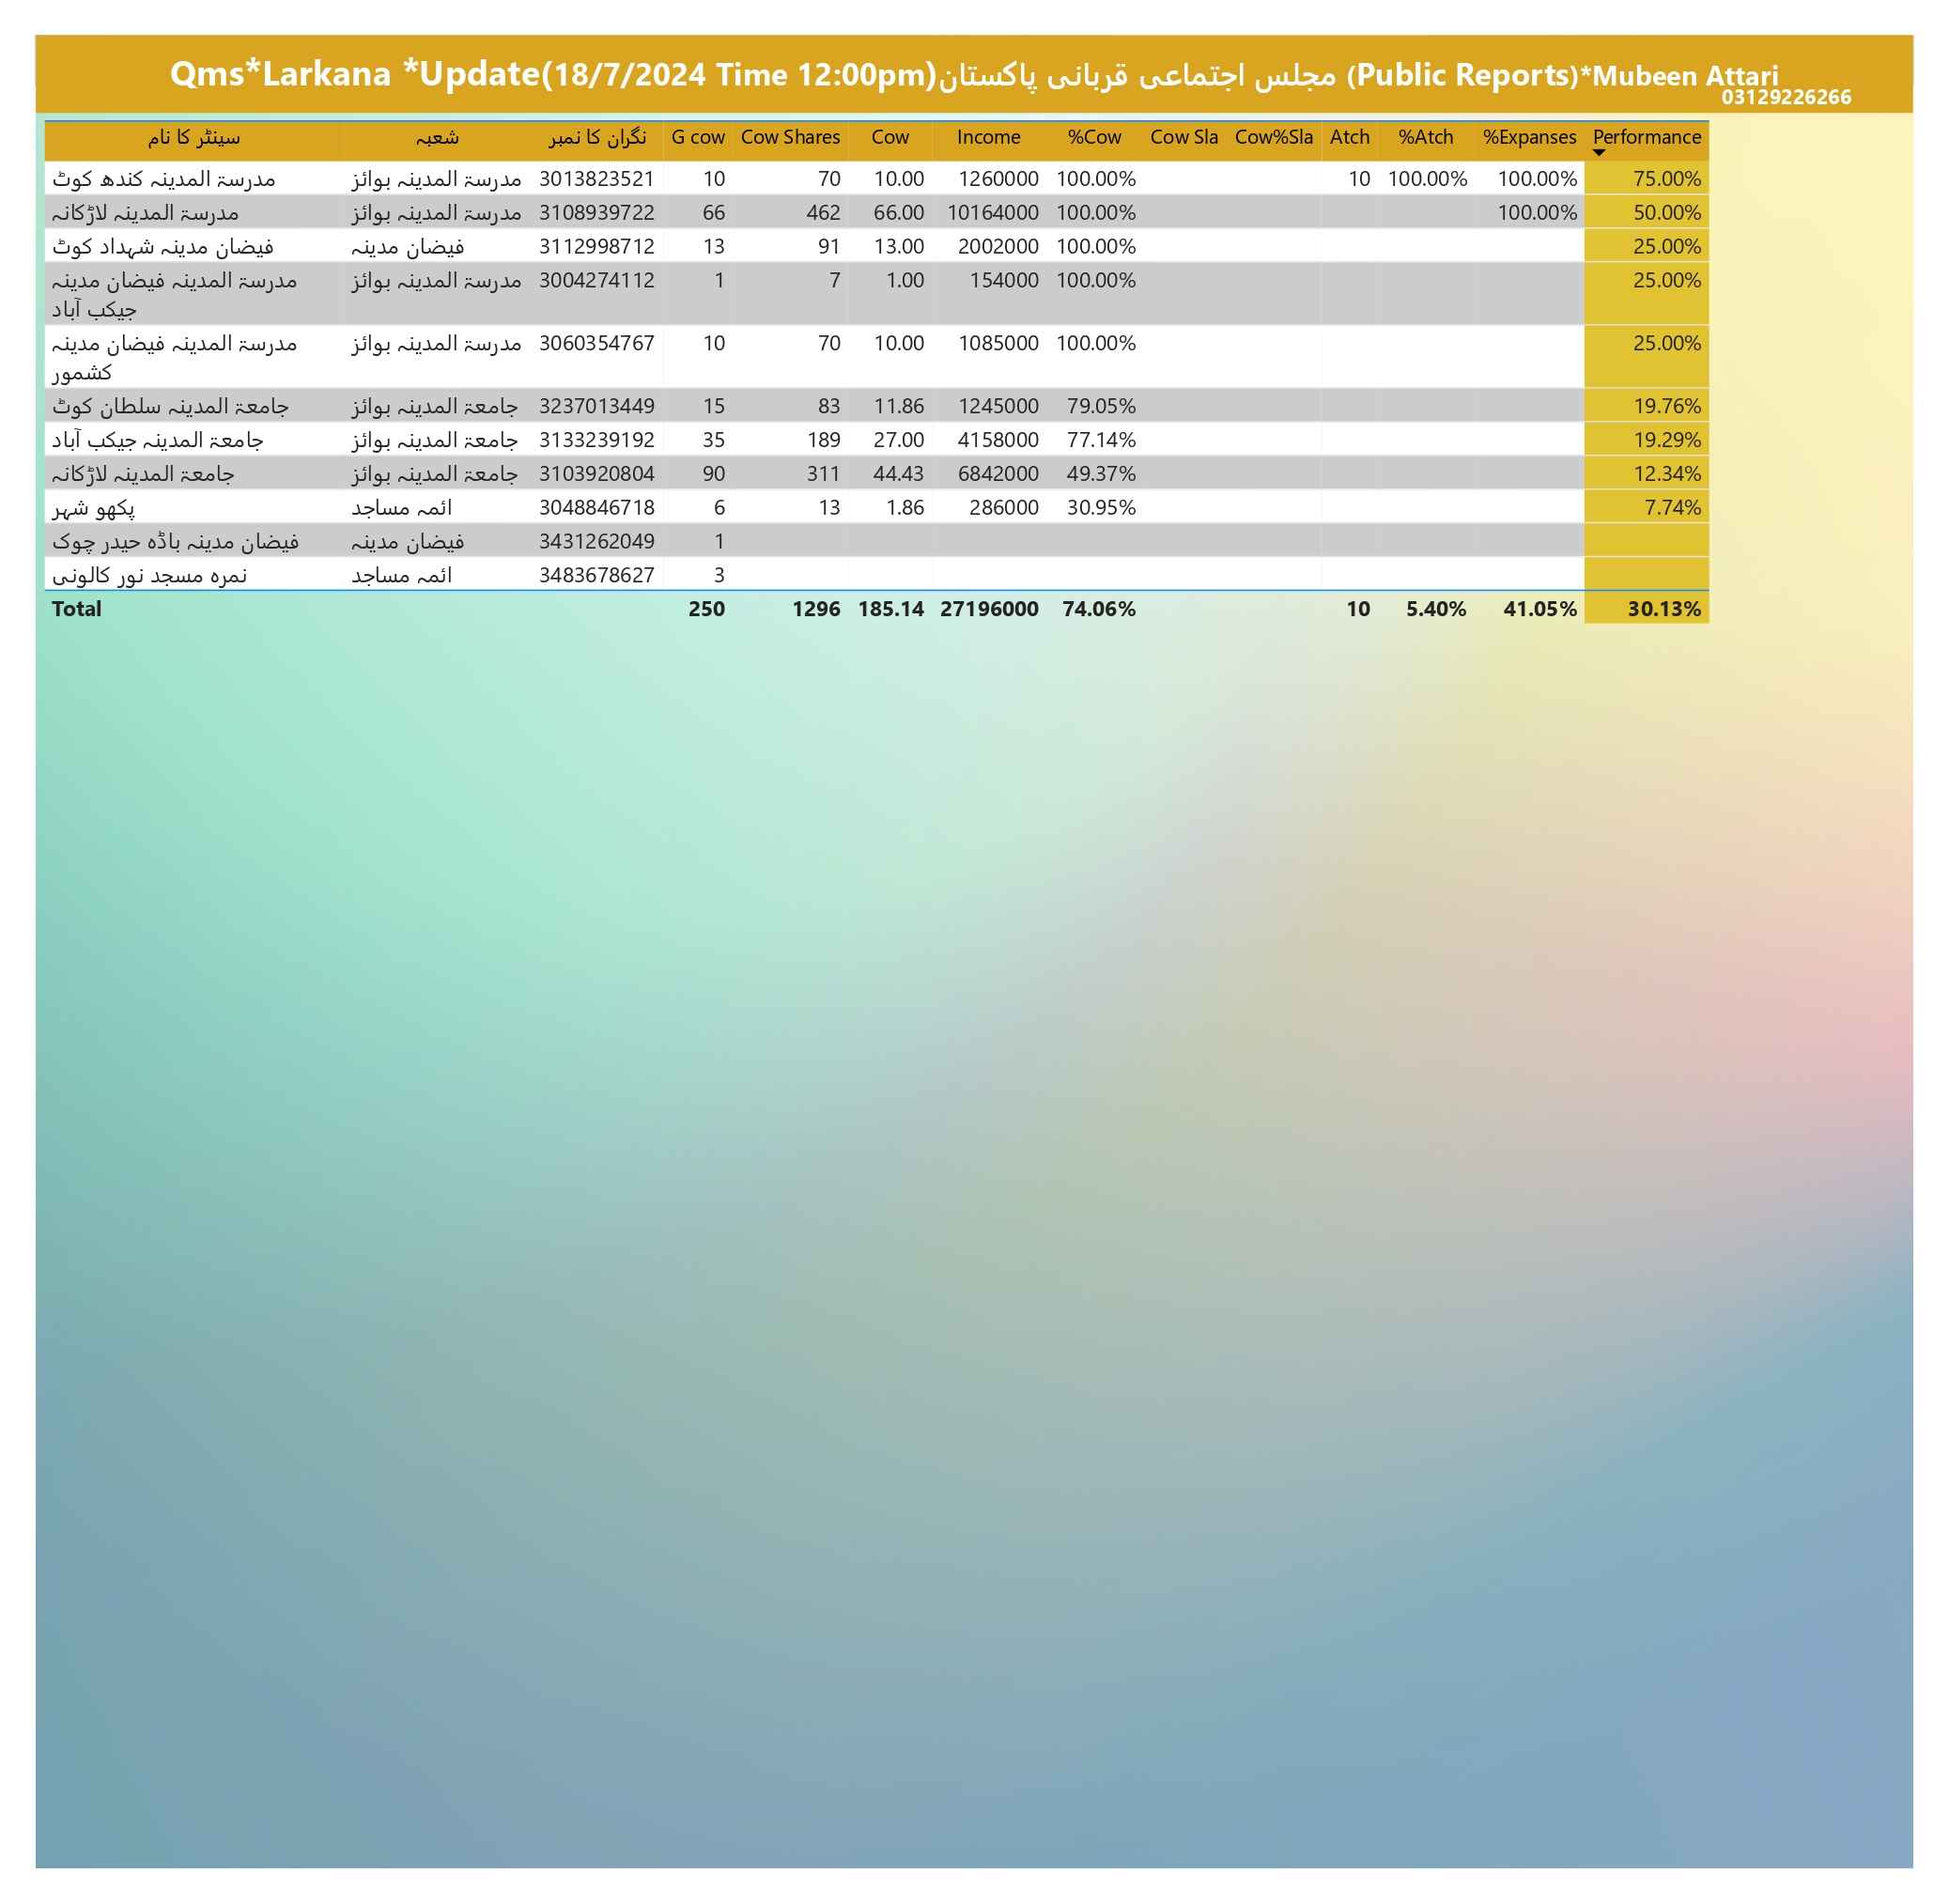 Qms*Larkana *Update(18/7/2024 Time 12:00pm)مجلس اجتماعی قربانی پاکستان (Public Reports)*Mubeen Attari
03129226266
سینٹر کا نام شعبہ نگران کا نمبر G cow Cow Shares Cow Income %Cow Cow Sla Cow%Sla Atch %Atch %Expanses Performance
مدرسۃ المدینہ کندھ کوٹ مدرسۃ المدینہ بوائز 3013823521 10 70 10.00 1260000 100.00% 10 100.00% 100.00% 75.00%
مدرسۃ المدینہ لاڑکانہ مدرسۃ المدینہ بوائز 3108939722 66 462 66.00 10164000 100.00% 100.00% 50.00%
فیضان مدینہ شہداد کوٹ فیضان مدینہ 3112998712 13 91 13.00 2002000 100.00% 25.00%
مدرسۃ المدینہ فیضان مدینہ مدرسۃ المدینہ بوائز 3004274112 1 7 1.00 154000 100.00% 25.00%
جیکب آباد
مدرسۃ المدینہ فیضان مدینہ مدرسۃ المدینہ بوائز 3060354767 10 70 10.00 1085000 100.00% 25.00%
کشمور
جامعۃ المدینہ سلطان کوٹ جامعۃ المدینہ بوائز 3237013449 15 83 11.86 1245000 79.05% 19.76%
جامعۃ المدینہ جیکب آباد جامعۃ المدینہ بوائز 3133239192 35 189 27.00 4158000 77.14% 19.29%
جامعۃ المدینہ لاڑکانہ جامعۃ المدینہ بوائز 3103920804 90 311 44.43 6842000 49.37% 12.34%
پکھو شہر ائمہ مساجد 3048846718 6 13 1.86 286000 30.95% 7.74%
فیضان مدینہ باڈہ حیدر چوک فیضان مدینہ 3431262049 1
نمرہ مسجد نور کالونی ائمہ مساجد 3483678627 3
Total 250 1296 185.14 27196000 74.06% 10 5.40% 41.05% 30.13%